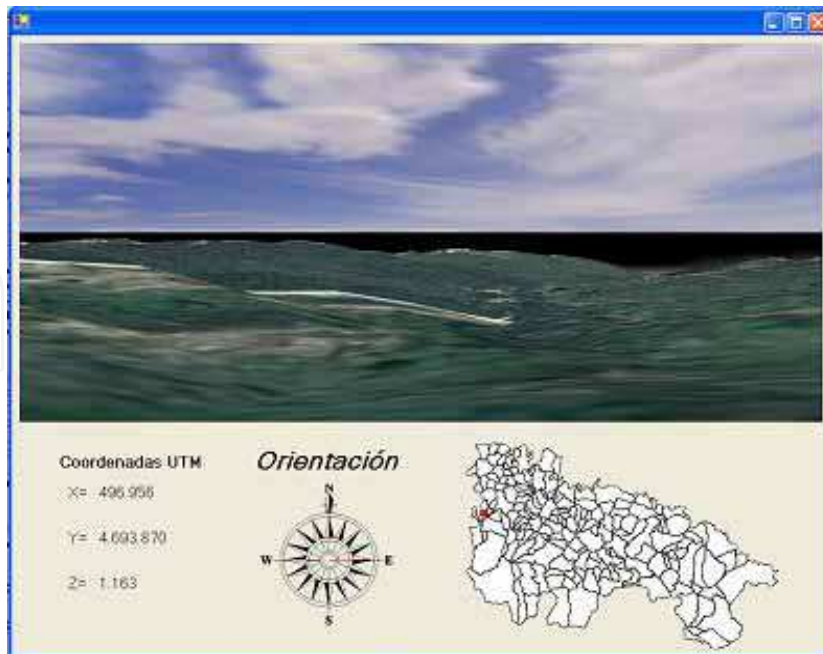 Coordenadas UTM
X= 496.956
Y= 4.693.870
Z= 1.163
Orientación
N
W E
S